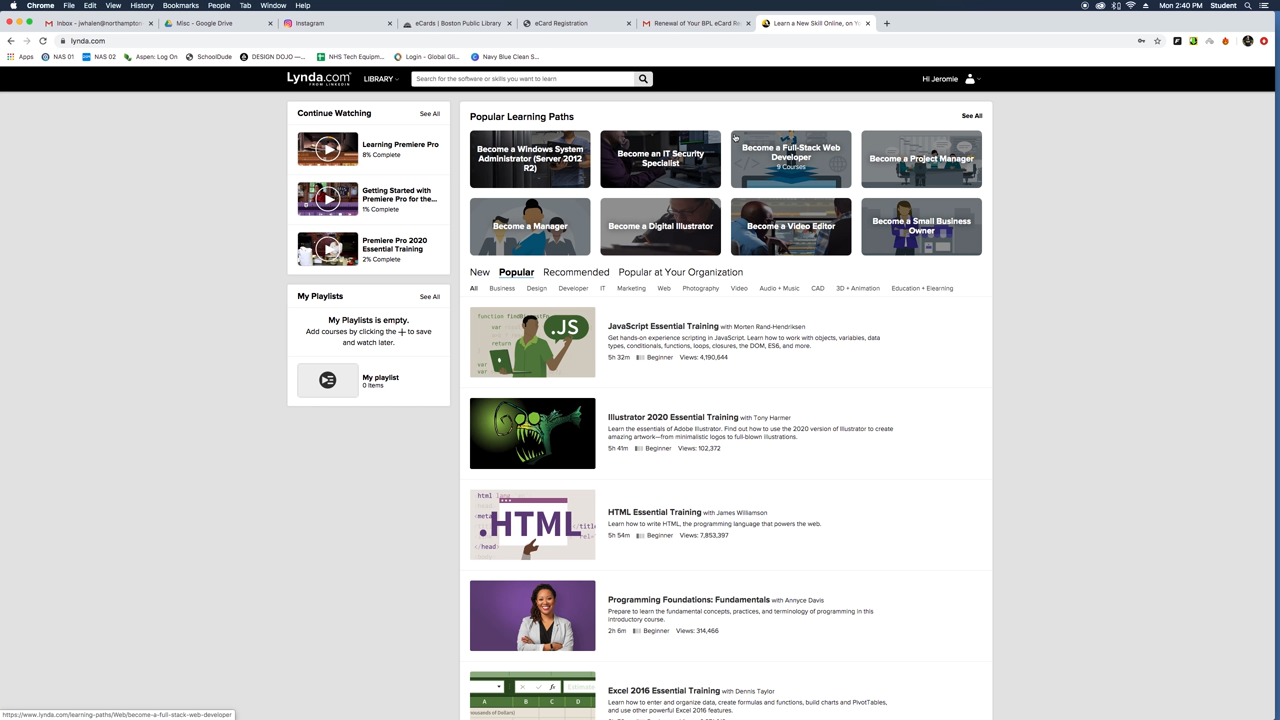 Chrome File Edit View History Bookmarks People Tab Window Help
Mon 2:40 PM Student
Inbox - jwhalen@northampton
Misc - Google Drive
Instagram
eCards | Boston Public Library
eCard Registration
Renewal of Your BPL eCard Re
Learn a New Skill Online, on Yo
lynda.com
Apps NAS 01 NAS 02 Aspen: Log On SchoolDude DESIGN DOJO —... NHS Tech Equipm... Login - Global Gli... Navy Blue Clean S...
Lynda.com
FROM LINKEDIN
LIBRARY
Search for the software or skills you want to learn
Hi Jeromie
Continue Watching
See All
Learning Premiere Pro
8% Complete
Getting Started with
Premiere Pro for the...
1% Complete
Premiere Pro 2020
Essential Training
2% Complete
My Playlists
See All
My Playlists is empty.
Add courses by clicking the + to save
and watch later.
My playlist
0 Items
Popular Learning Paths
See All
Become a Windows System
Administrator (Server 2012
R2)
Become an IT Security
Specialist
Become a Full-Stack Web
Developer
9 Courses
Become a Project Manager
Become a Manager
Become a Digital Illustrator
Become a Video Editor
Become a Small Business
Owner
New Popular Recommended Popular at Your Organization
All Business Design Developer IT Marketing Web Photography Video Audio + Music CAD 3D + Animation Education + Elearning
.JS
JavaScript Essential Training with Morten Rand-Hendriksen
Get hands-on experience scripting in JavaScript. Learn how to work with objects, variables, data
types, conditionals, functions, loops, closures, the DOM, ES6, and more.
5h 32m Beginner Views: 4,190,644
Illustrator 2020 Essential Training with Tony Harmer
Learn the essentials of Adobe Illustrator. Find out how to use the 2020 version of Illustrator to create
amazing artwork—from minimalistic logos to full-blown illustrations.
5h 41m Beginner Views: 102,372
.HTML
HTML Essential Training with James Williamson
Learn how to write HTML, the programming language that powers the web.
5h 54m Beginner Views: 7,853,397
Programming Foundations: Fundamentals with Annyce Davis
Prepare to learn the fundamental concepts, practices, and terminology of programming in this
introductory course.
2h 6m Beginner Views: 314,466
A B C D
Excel 2016 Essential Training with Dennis Taylor
Learn how to enter and organize data, create formulas and functions, build charts and PivotTables,
and use other powerful Excel 2016 features.
https://www.lynda.com/learning-paths/Web/become-a-full-stack-web-developer